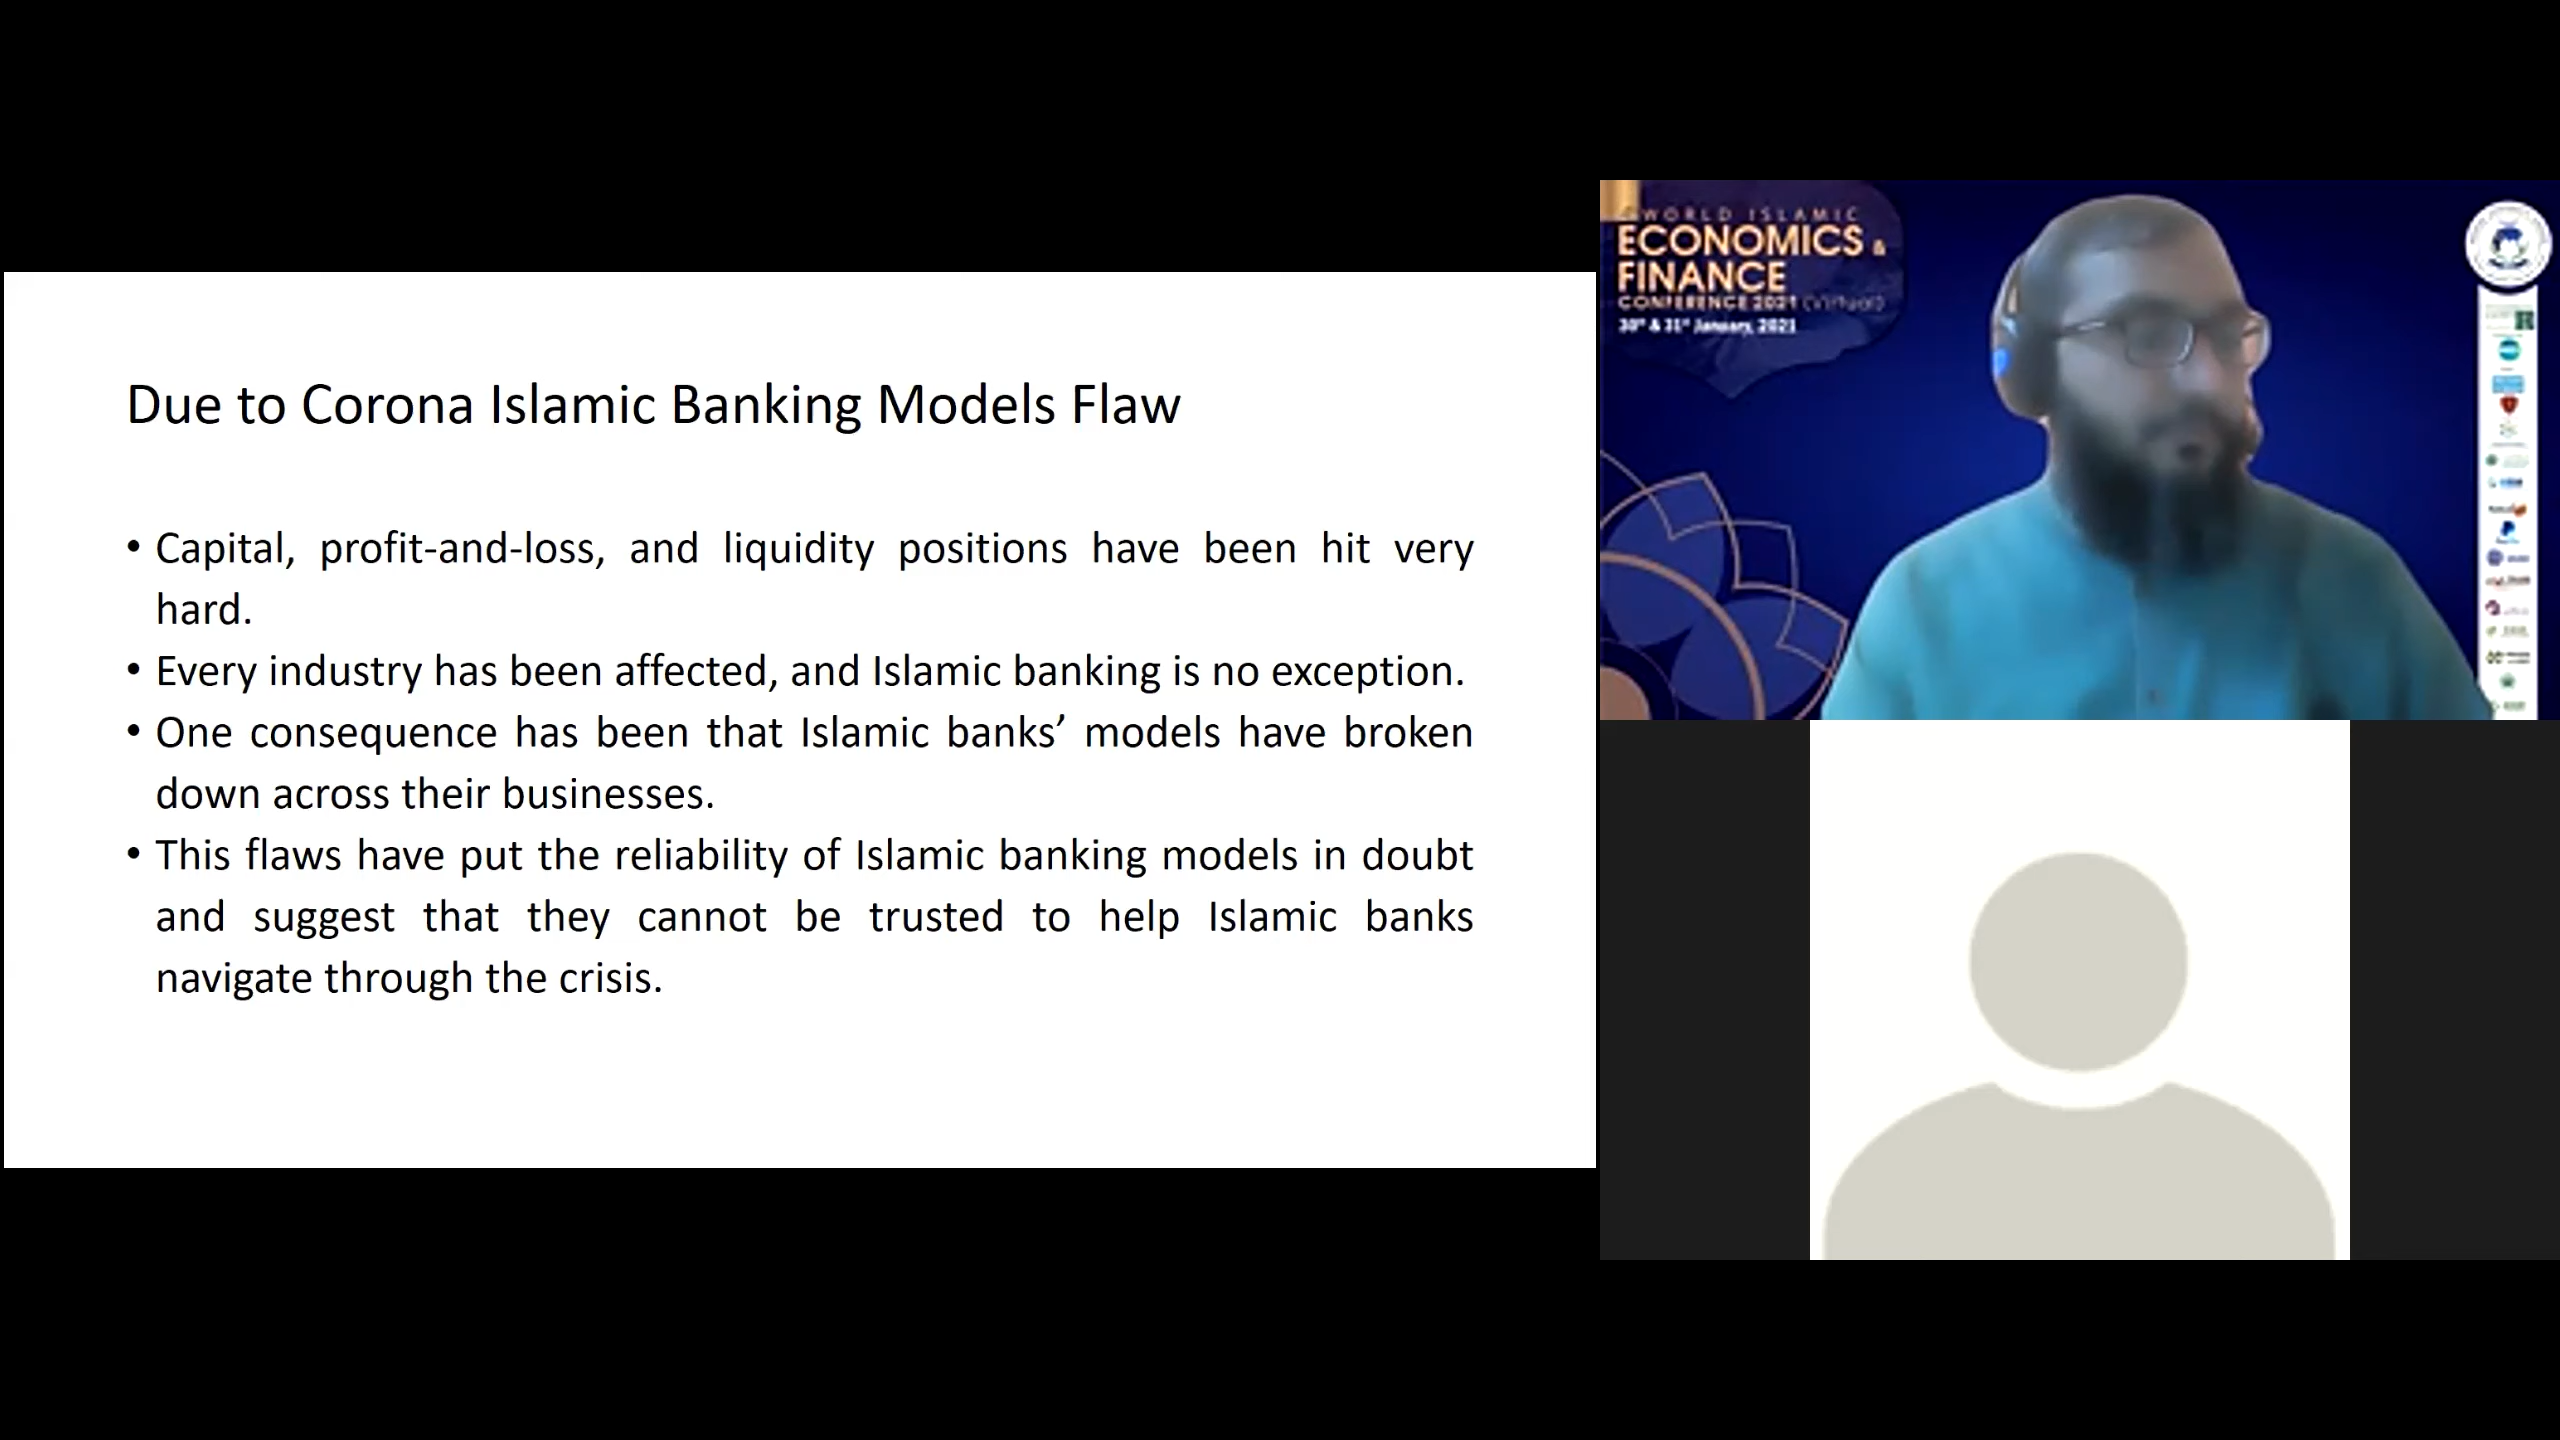 Due to Corona Islamic Banking Models Flaw
• Capital, profit-and-loss, and liquidity positions have been hit very
hard.
• Every industry has been affected, and Islamic banking is no exception.
• One consequence has been that Islamic banks’ models have broken
down across their businesses.
• This flaws have put the reliability of Islamic banking models in doubt
and suggest that they cannot be trusted to help Islamic banks
navigate through the crisis.
WORLD ISLAMIC
ECONOMICS &
FINANCE
CONFERENCE 2021 (Virtual)
30th & 31st January, 2021